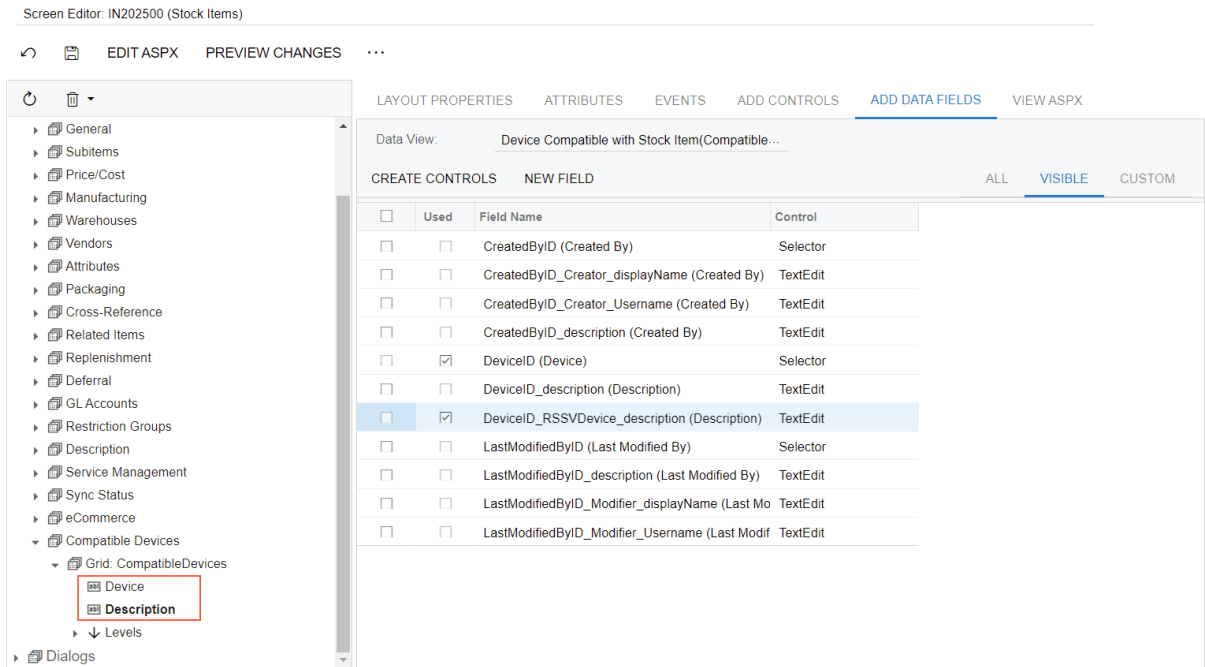 Screen Editor: IN202500 (Stock Items)
EDIT ASPX PREVIEW CHANGES ...
LAYOUT PROPERTIES ATTRIBUTES EVENTS ADD CONTROLS ADD DATA FIELDS VIEW ASPX
General
Subitems
Price/Cost
Manufacturing
Warehouses
Vendors
Attributes
Packaging
Cross-Reference
Related Items
Replenishment
Deferral
GL Accounts
Restriction Groups
Description
Service Management
Sync Status
eCommerce
Compatible Devices
Grid: CompatibleDevices
Device
Description
Levels
Dialogs
Data View: Device Compatible with Stock Item(Compatible...
CREATE CONTROLS NEW FIELD ALL VISIBLE CUSTOM
Used Field Name Control
CreatedByID (Created By) Selector
CreatedByID_Creator_displayName (Created By) TextEdit
CreatedByID_Creator_Username (Created By) TextEdit
CreatedByID_description (Created By) TextEdit
DeviceID (Device) Selector
DeviceID_description (Description) TextEdit
DeviceID_RSSVDevice_description (Description) TextEdit
LastModifiedByID (Last Modified By) Selector
LastModifiedByID_description (Last Modified By) TextEdit
LastModifiedByID_Modifier_displayName (Last Mo TextEdit
LastModifiedByID_Modifier_Username (Last Modif TextEdit